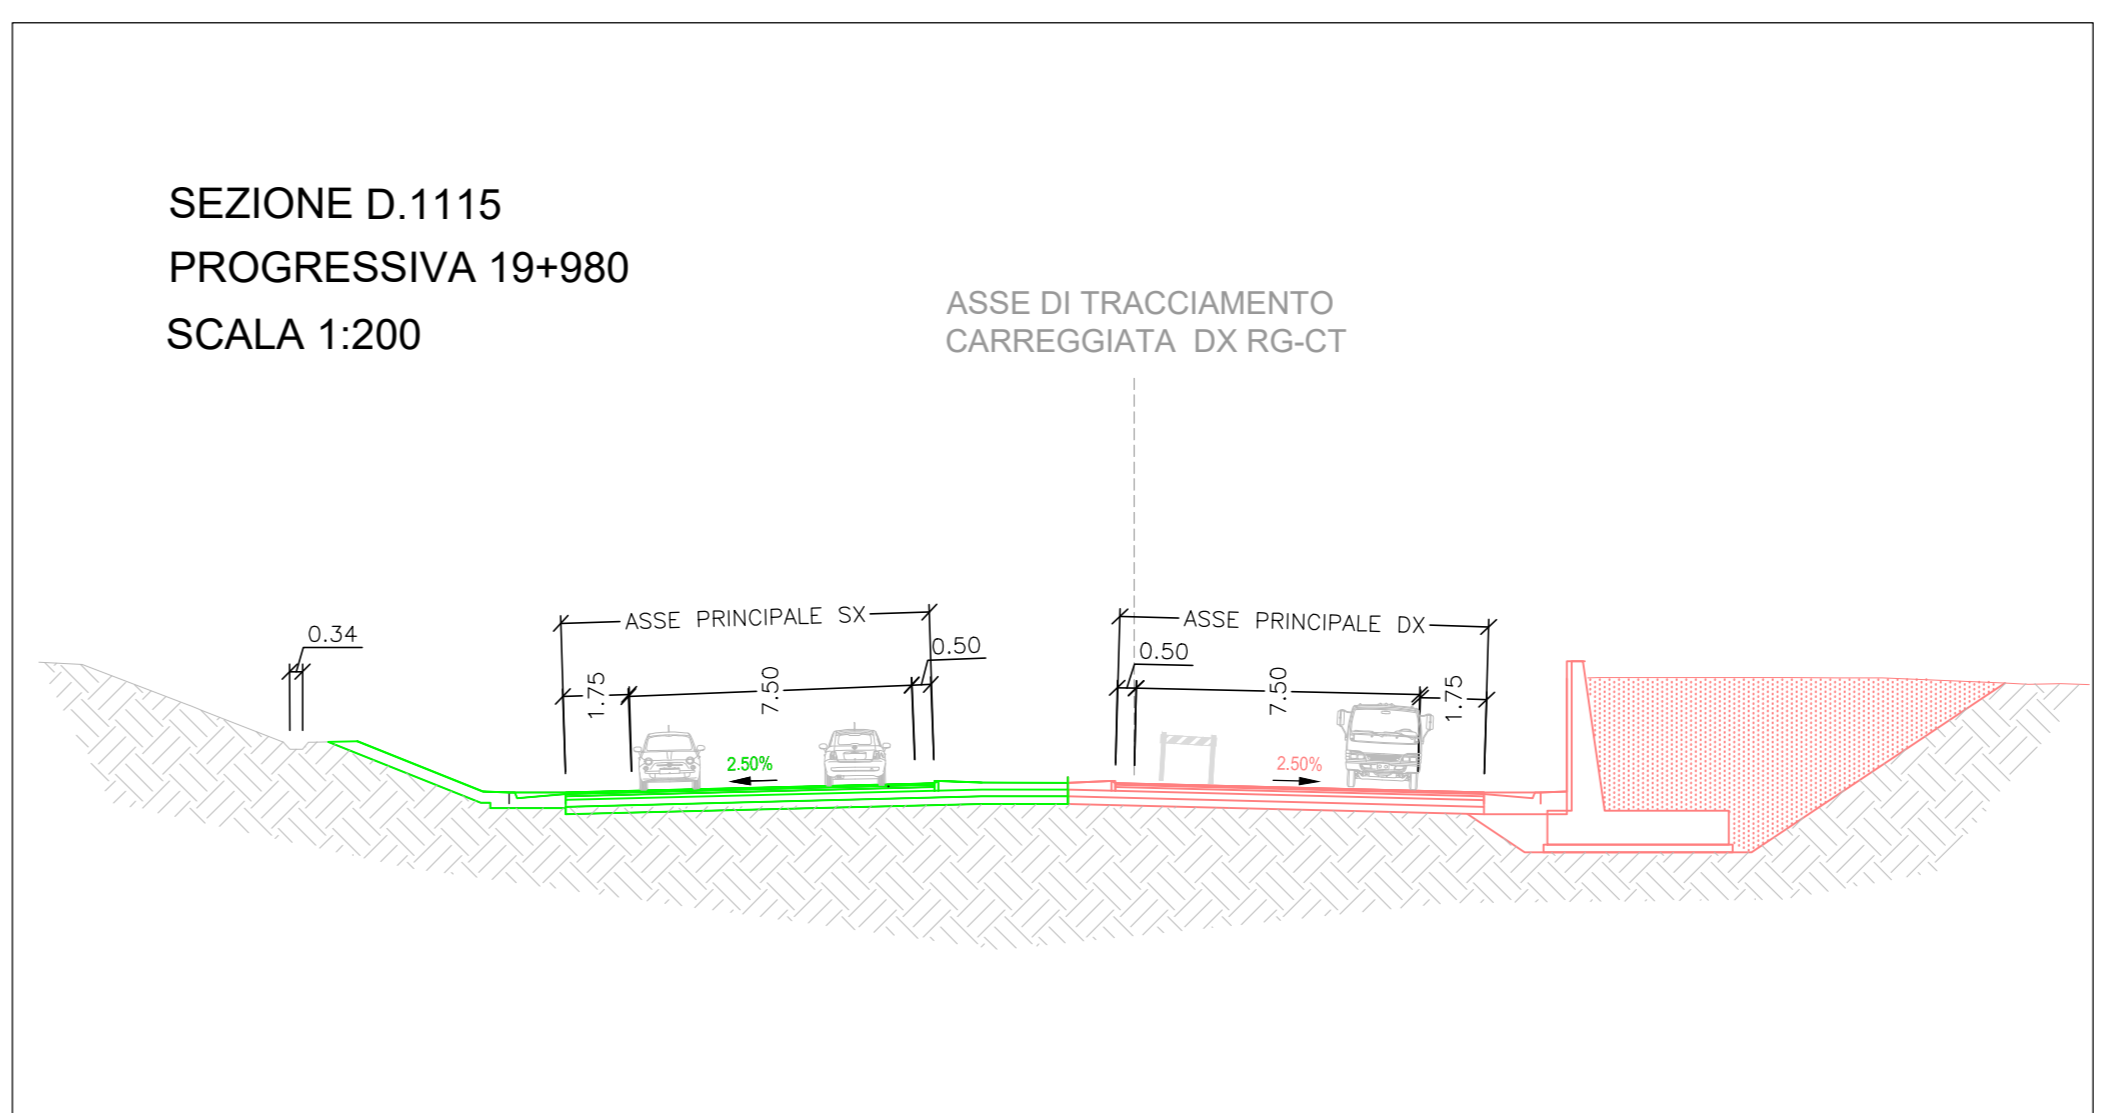 SEZIONE D.1115
PROGRESSIVA 19+980
SCALA 1:200
ASSE DI TRACCIAMENTO
CARREGGIATA DX RG-CT
ASSE PRINCIPALE SX
ASSE PRINCIPALE DX
0.34
0.50
0.50
1.75
7.50
7.50
1.75
2.50%
2.50%